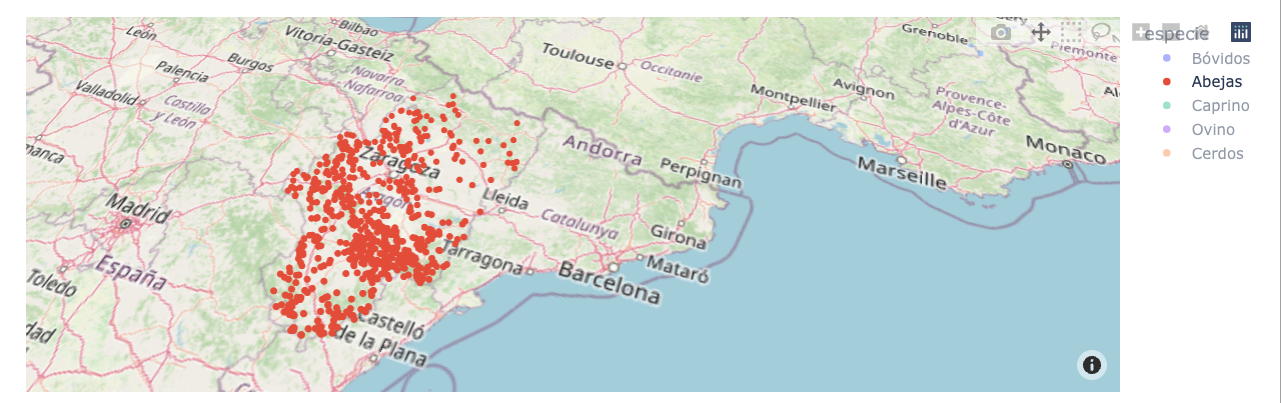 León
Bilbao
Vitoria-Gasteiz
Palencia
Burgos
Navarra
Nafarroa
Valladolid
Castilla
y León
Toulouse
Occitanie
Grenoble
Piemonte
Montpellier
Avignon
Provence-
Alpes-Côte
d'Azur
Monaco
Marseille
Andorra
Perpignan
Zaragoza
Lleida
Catalunya
Girona
Madrid
España
Toledo
Tarragona
Barcelona
Mataró
Castelló
de la Plana
especie
Bóvidos
Abejas
Caprino
Ovino
Cerdos